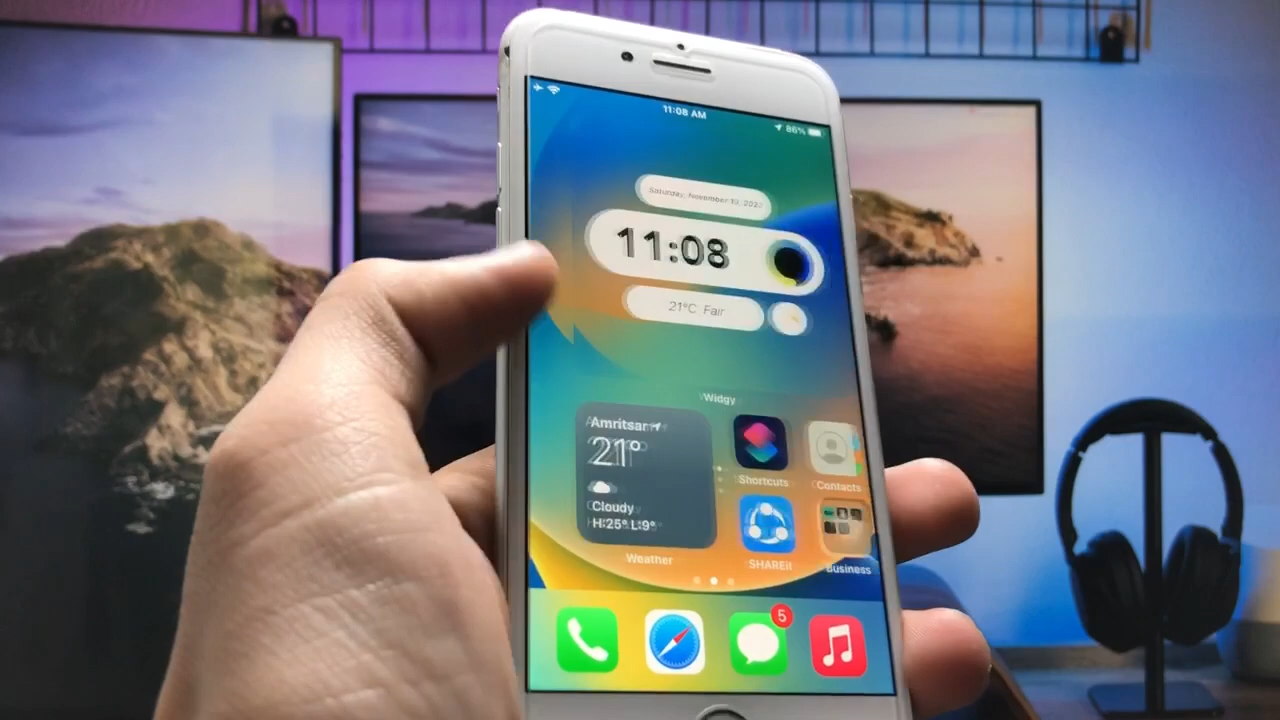 11:08 AM
86%
Saturday, November 19, 2022
11:08
21°C Fair
Widgy
Amritsar
21°
Cloudy
H:25° L:9°
Weather
Shortcuts
Contacts
SHAREit
Business
5